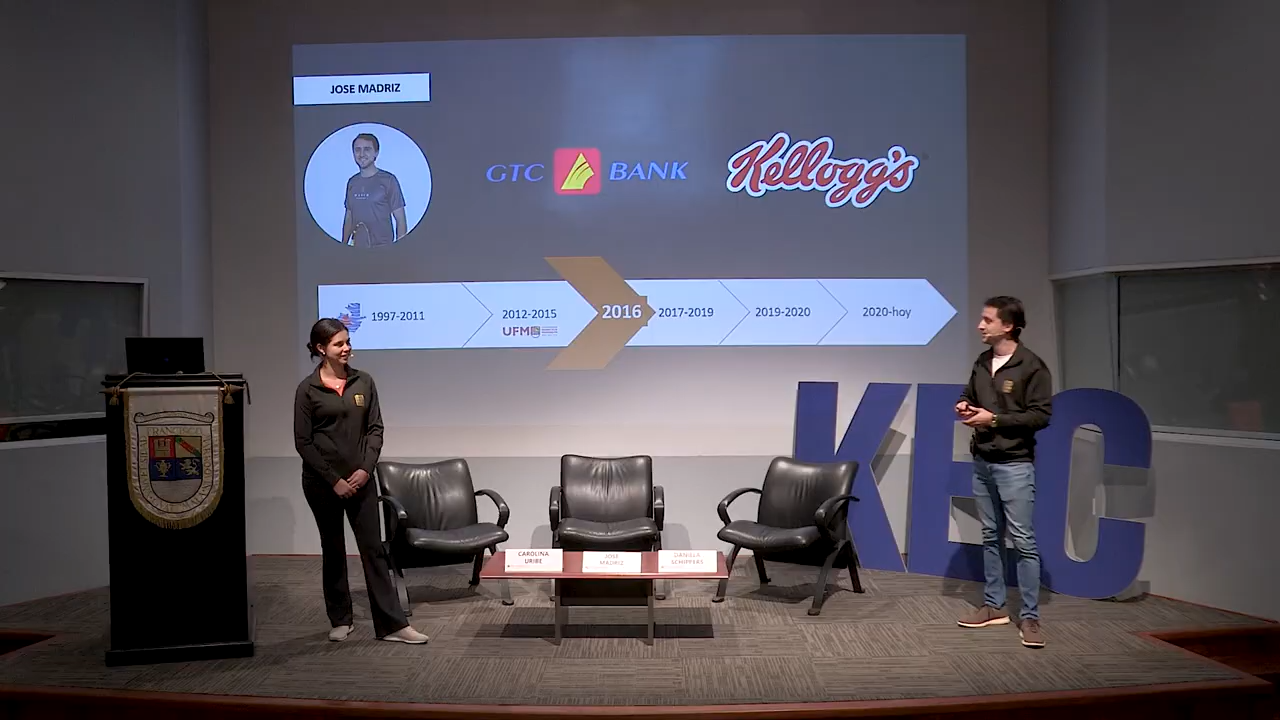 JOSE MADRIZ
GTC BANK
Kellogg's
1997-2011
2012-2015
UFM
2016
2017-2019
2019-2020
2020-hoy
KEC
FRANCISCO
CAROLINA
URIBE
JOSE
MADRIZ
DANIELA